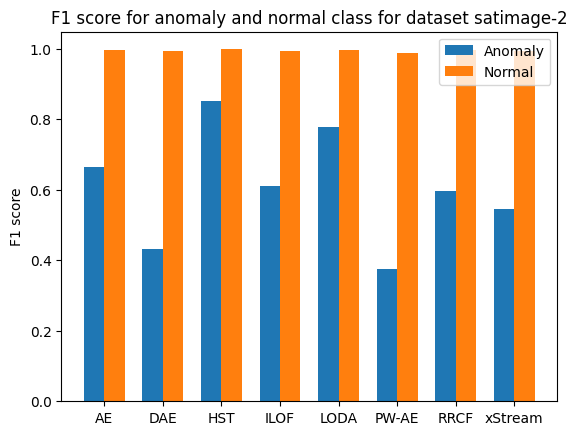 F1 score for anomaly and normal class for dataset satimage-2
Anomaly
Normal
F1 score
1.0
0.8
0.6
0.4
0.2
0.0
AE DAE HST ILOF LODA PW-AE RRCF xStream